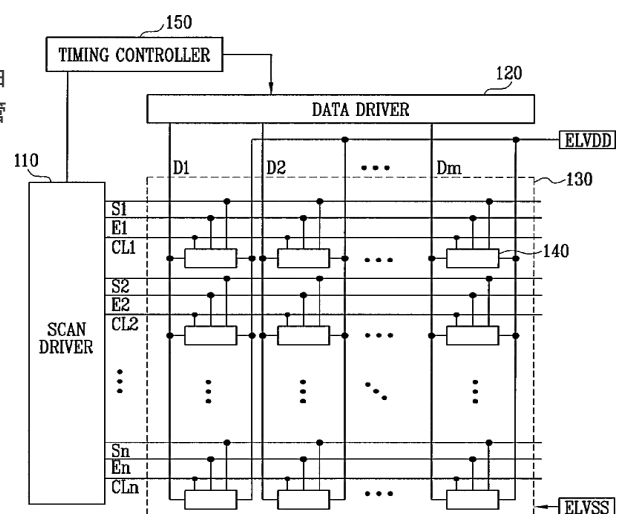 150
TIMING CONTROLLER
120
DATA DRIVER
ELVDD
110
D1
D2
Dm
130
S1
E1
CL1
140
S2
E2
CL2
SCAN DRIVER
Sn
En
CLn
ELVSS